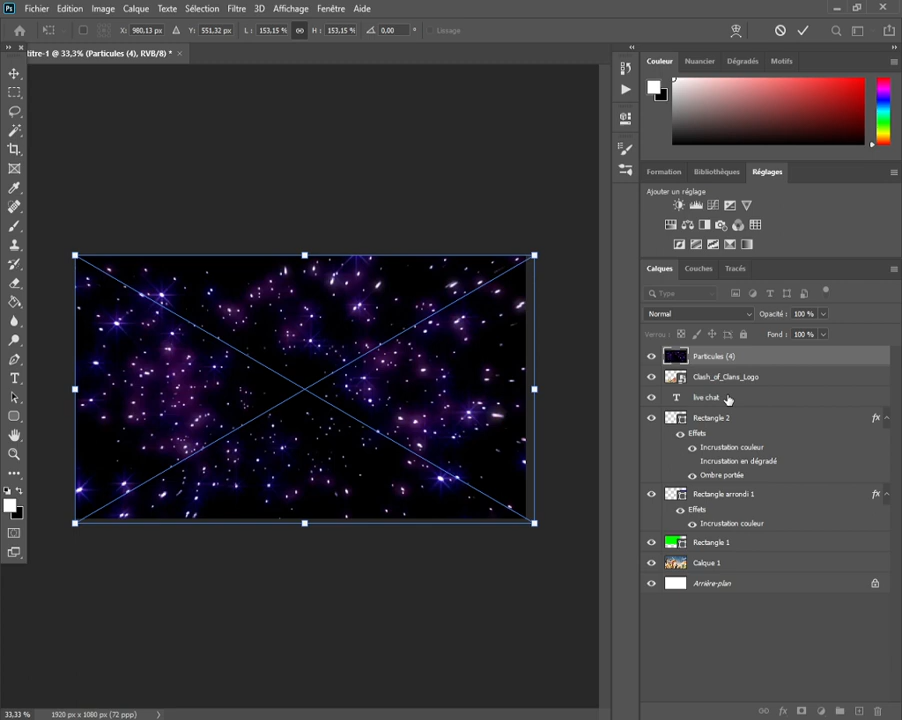 Ps Fichier Edition Image Calque Texte Sélection Filtre 3D Affichage Fenêtre Aide
X: 980,13 px Y: 551,32 px L: 153,15 % H: 153,15 % 0.00 ° Lissage
titre-1 @ 33,3% (Particules (4), RVB/8) * ×
Couleur Nuancier Dégradés Motifs
Formation Bibliothèques Réglages
Ajouter un réglage
Calques Couches Tracés
Type
Normal Opacité : 100 %
Verrou : Fond : 100 %
Particules (4)
Clash_of_Clans_Logo
T live chat
Rectangle 2 fx
Effets
Incrustation couleur
Incrustation en dégradé
Ombre portée
Rectangle arrondi 1 fx
Effets
Incrustation couleur
Rectangle 1
Calque 1
Arrière-plan
33,33 % 1920 px x 1080 px (72 ppp)